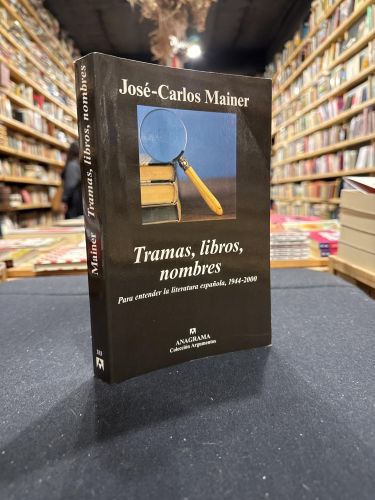 José-Carlos Mainer
Tramas, libros,
nombres
Para entender la literatura española, 1944-2000
ANAGRAMA
Colección Argumentos
Mainer Tramas, libros, nombres